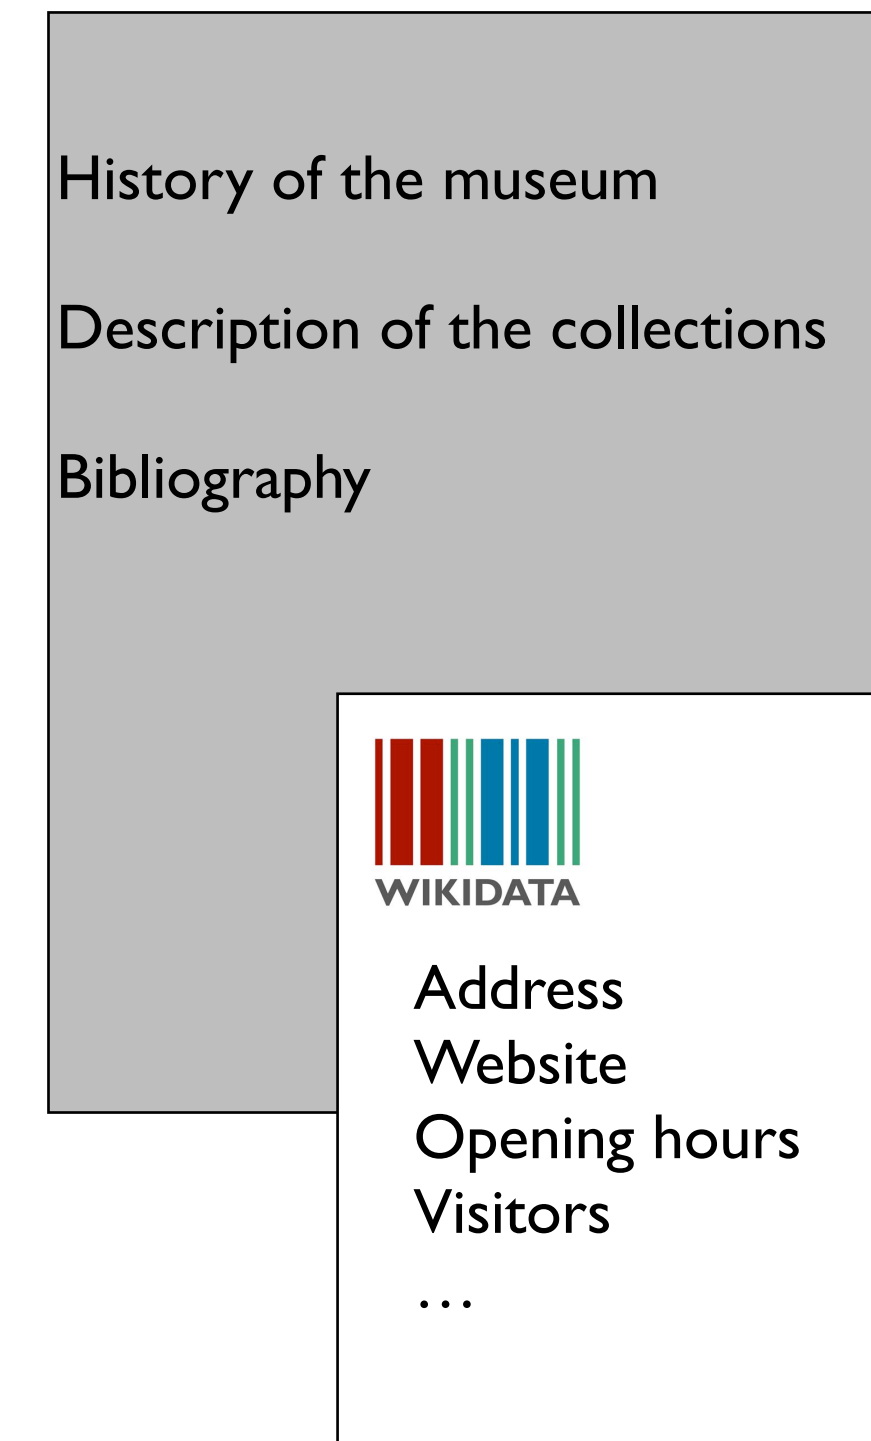 History of the museum
Description of the collections
Bibliography
WIKIDATA
Address
Website
Opening hours
Visitors
…